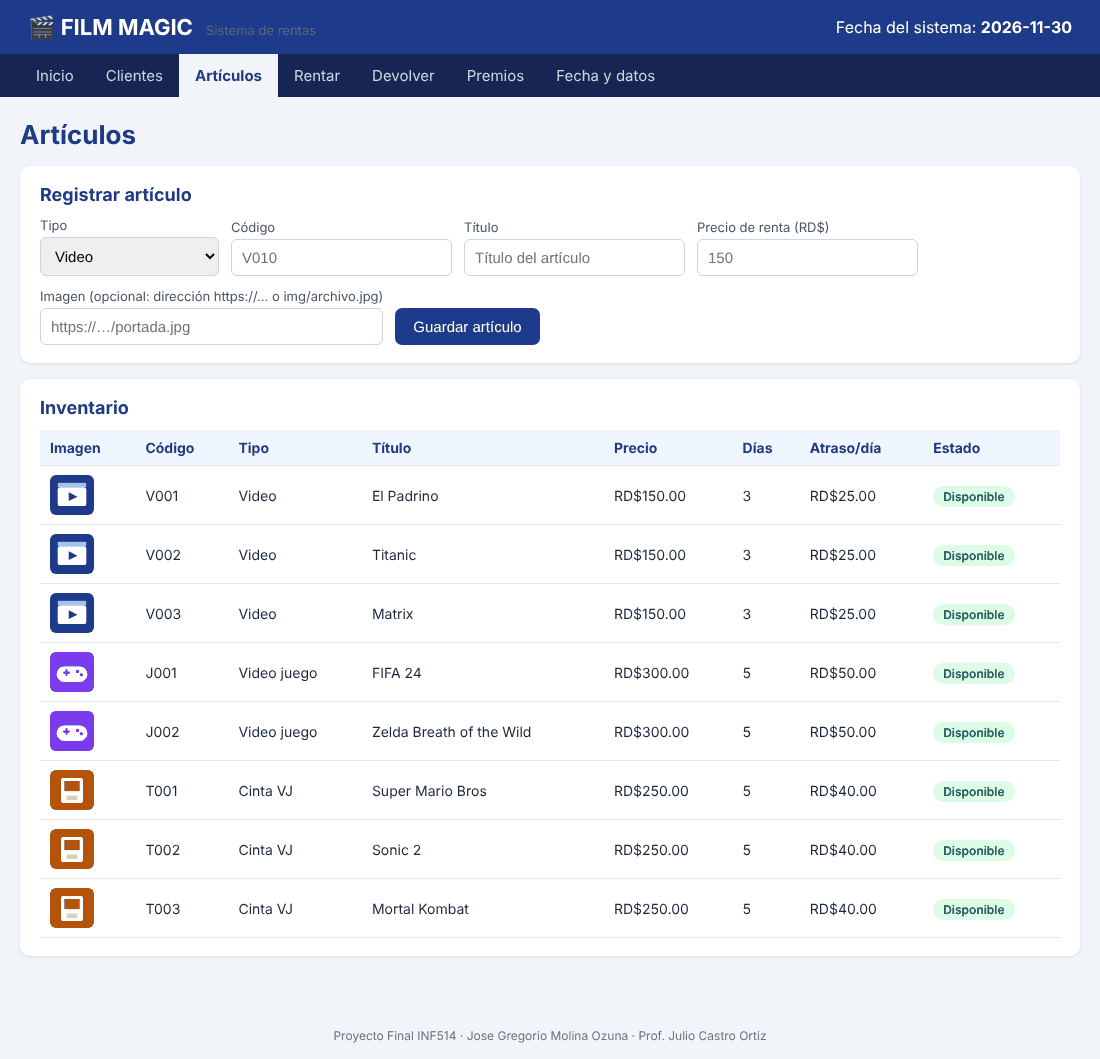 🎬 FILM MAGIC Sistema de rentas Fecha del sistema: 2026-11-30
Inicio Clientes Artículos Rentar Devolver Premios Fecha y datos
Artículos
Registrar artículo
Tipo Código Título Precio de renta (RD$)
Video V010 Título del artículo 150
Imagen (opcional: dirección https://... o img/archivo.jpg)
https://…/portada.jpg Guardar artículo
Inventario
Imagen Código Tipo Título Precio Días Atraso/día Estado
V001 Video El Padrino RD$150.00 3 RD$25.00 Disponible
V002 Video Titanic RD$150.00 3 RD$25.00 Disponible
V003 Video Matrix RD$150.00 3 RD$25.00 Disponible
J001 Video juego FIFA 24 RD$300.00 5 RD$50.00 Disponible
J002 Video juego Zelda Breath of the Wild RD$300.00 5 RD$50.00 Disponible
T001 Cinta VJ Super Mario Bros RD$250.00 5 RD$40.00 Disponible
T002 Cinta VJ Sonic 2 RD$250.00 5 RD$40.00 Disponible
T003 Cinta VJ Mortal Kombat RD$250.00 5 RD$40.00 Disponible
Proyecto Final INF514 · Jose Gregorio Molina Ozuna · Prof. Julio Castro Ortiz